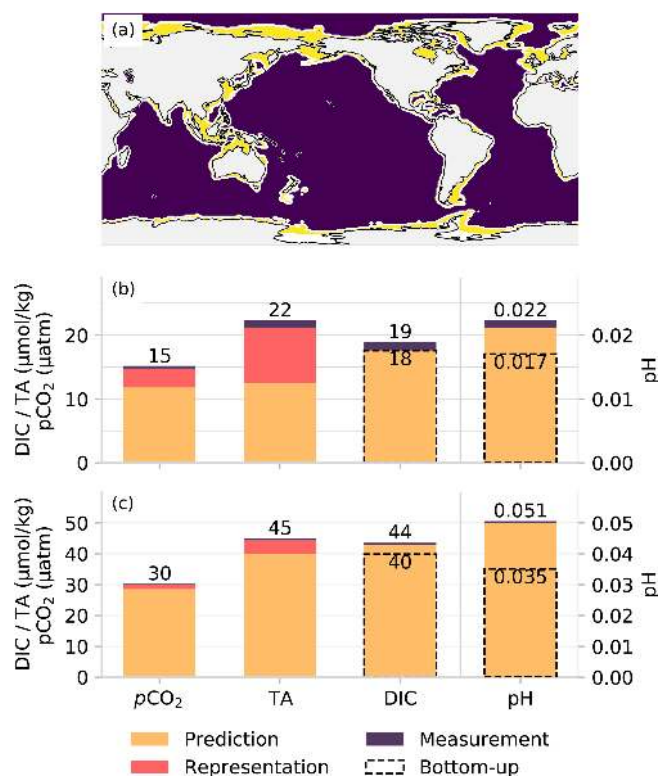 (a)
(b)
22
0.022
19
15
18
0.017
20
10
0
0.02
0.01
0.00
DIC / TA (μmol/kg)
pCO₂ (μatm)
pH
(c)
0.051
45
44
30
40
0.035
50
40
30
20
10
0
0.05
0.04
0.03
0.02
0.01
0.00
DIC / TA (μmol/kg)
pCO₂ (μatm)
pH
pCO₂ TA DIC pH
Prediction Measurement
Representation Bottom-up